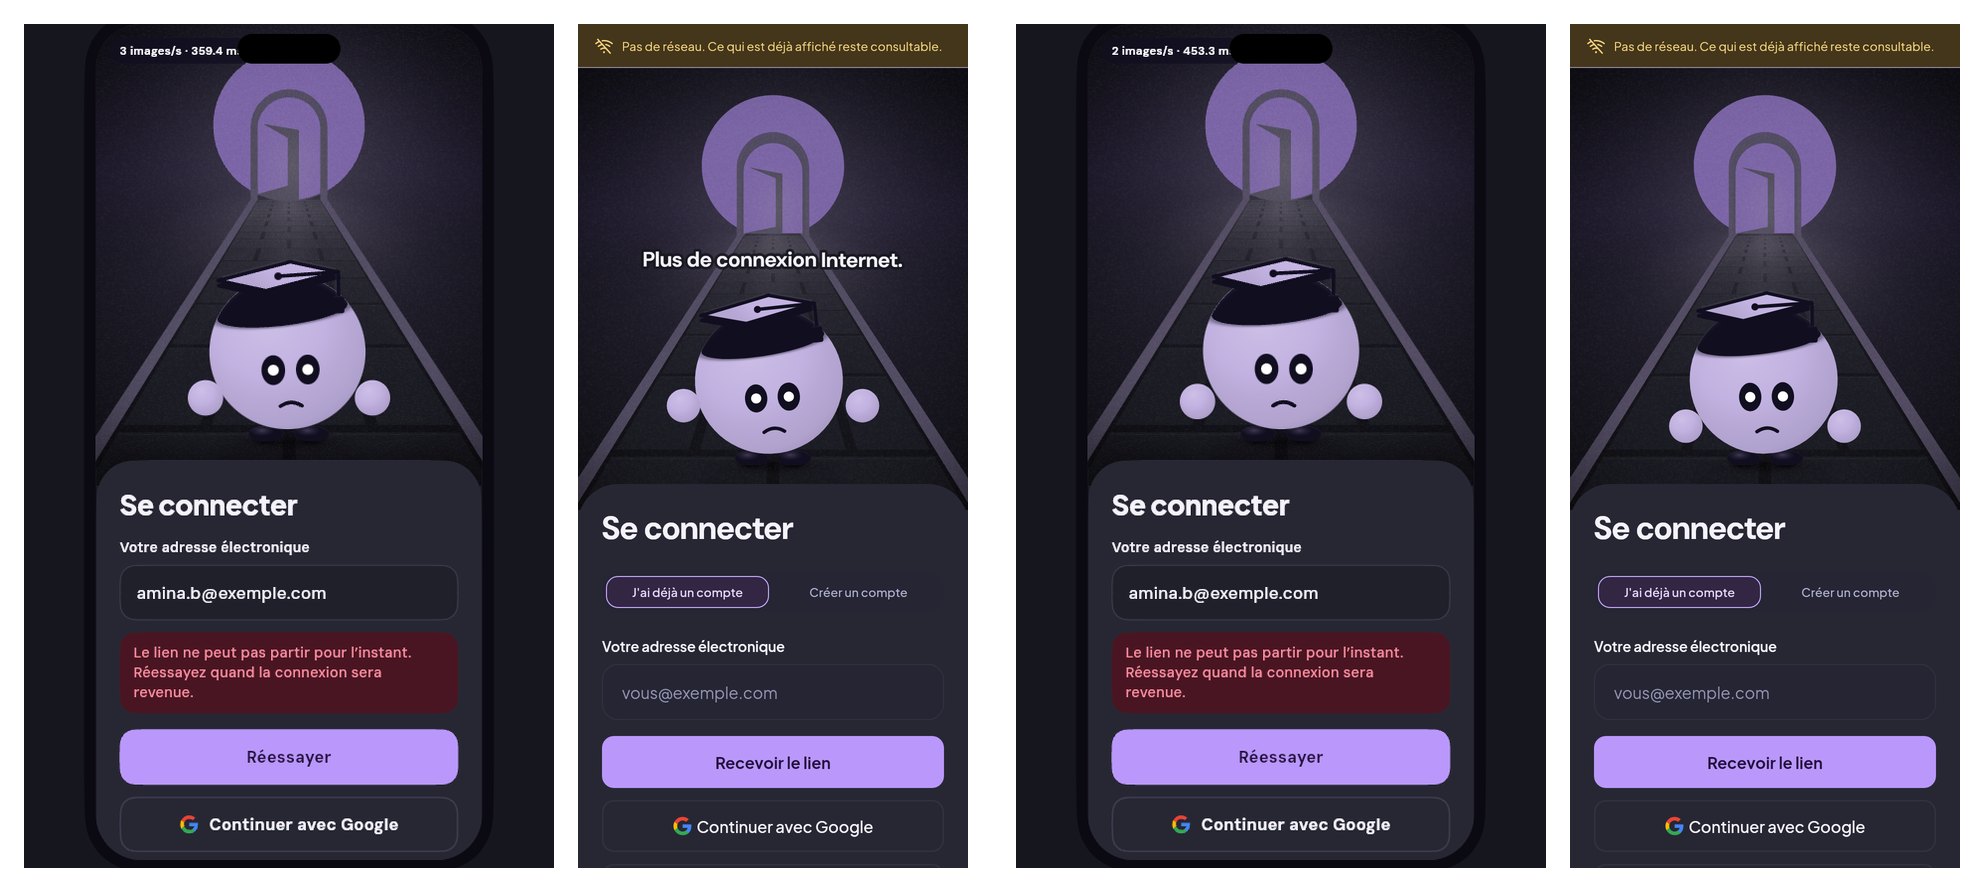 3 images/s · 359.4 m
Se connecter
Votre adresse électronique
amina.b@exemple.com
Le lien ne peut pas partir pour l'instant.
Réessayez quand la connexion sera
revenue.
Réessayer
Continuer avec Google
Pas de réseau. Ce qui est déjà affiché reste consultable.
Plus de connexion Internet.
Se connecter
J'ai déjà un compte
Créer un compte
Votre adresse électronique
vous@exemple.com
Recevoir le lien
Continuer avec Google
2 images/s · 453.3 m
Se connecter
Votre adresse électronique
amina.b@exemple.com
Le lien ne peut pas partir pour l'instant.
Réessayez quand la connexion sera
revenue.
Réessayer
Continuer avec Google
Pas de réseau. Ce qui est déjà affiché reste consultable.
Se connecter
J'ai déjà un compte
Créer un compte
Votre adresse électronique
vous@exemple.com
Recevoir le lien
Continuer avec Google